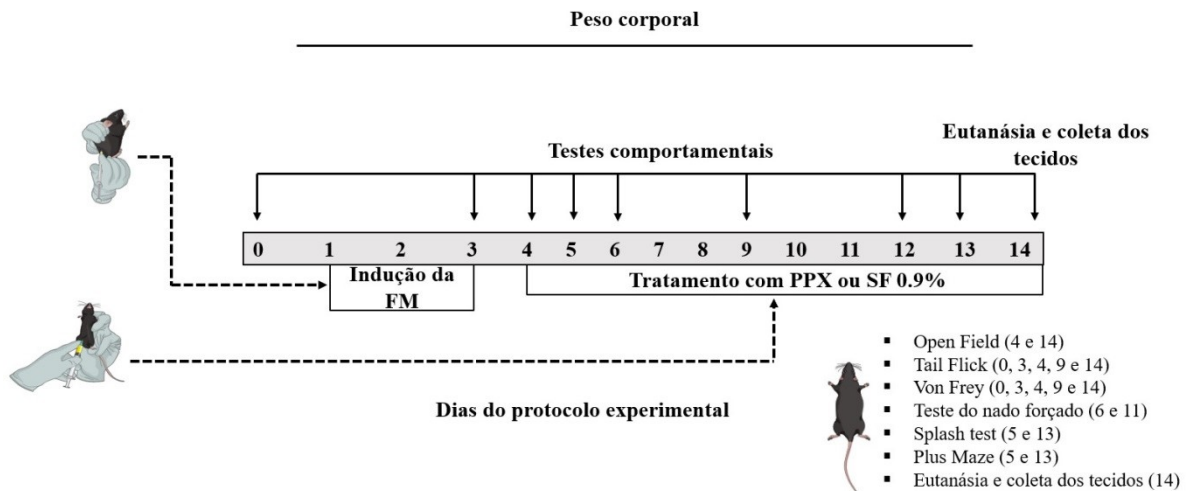 Peso corporal
Eutanásia e coleta dos
tecidos
Testes comportamentais
0 1 2 3 4 5 6 7 8 9 10 11 12 13 14
Indução da
FM
Tratamento com PPX ou SF 0.9%
Dias do protocolo experimental
▪ Open Field (4 e 14)
▪ Tail Flick (0, 3, 4, 9 e 14)
▪ Von Frey (0, 3, 4, 9 e 14)
▪ Teste do nado forçado (6 e 11)
▪ Splash test (5 e 13)
▪ Plus Maze (5 e 13)
▪ Eutanásia e coleta dos tecidos (14)